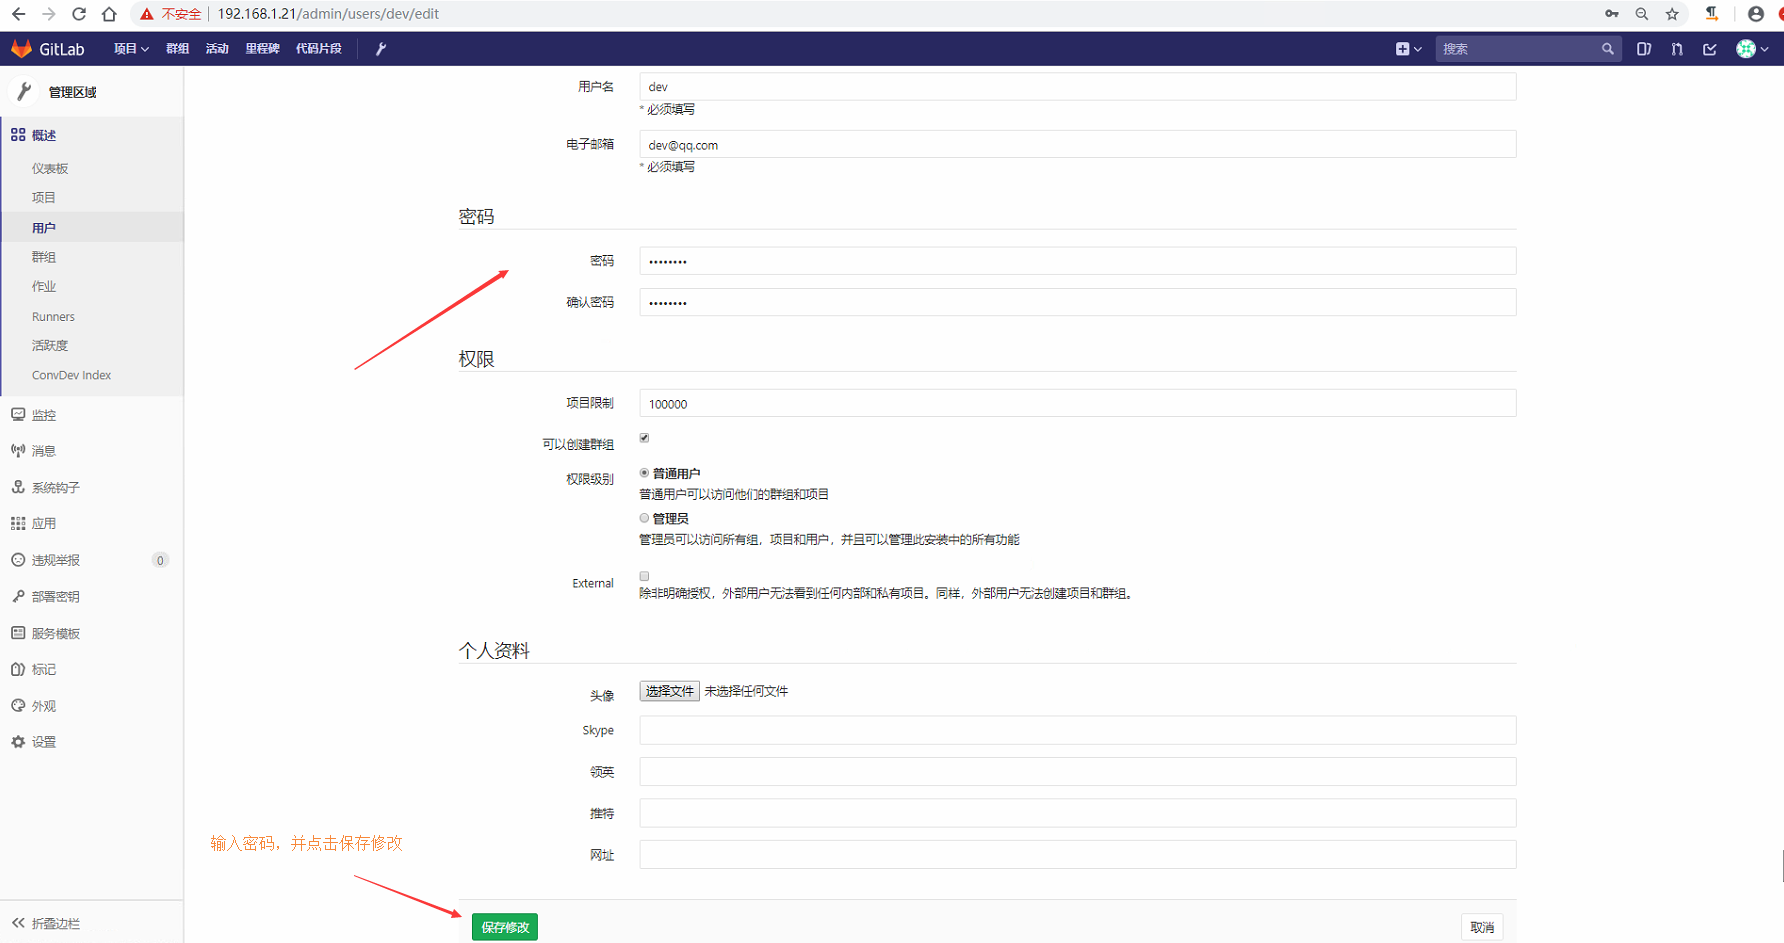 不安全 192.168.1.21/admin/users/dev/edit
GitLab 项目 群组 活动 里程碑 代码片段 搜索
管理区域
概述
仪表板
项目
用户
群组
作业
Runners
活跃度
ConvDev Index
监控
消息
系统钩子
应用
违规举报 0
部署密钥
服务模板
标记
外观
设置
折叠边栏
用户名 dev
* 必须填写
电子邮箱 dev@qq.com
* 必须填写
密码
密码 ••••••••
确认密码 ••••••••
权限
项目限制 100000
可以创建群组
权限级别 普通用户
普通用户可以访问他们的群组和项目
管理员
管理员可以访问所有组，项目和用户，并且可以管理此安装中的所有功能
External
除非明确授权，外部用户无法看到任何内部和私有项目。同样，外部用户无法创建项目和群组。
个人资料
头像 选择文件 未选择任何文件
Skype
领英
推特
网址
输入密码，并点击保存修改
保存修改 取消